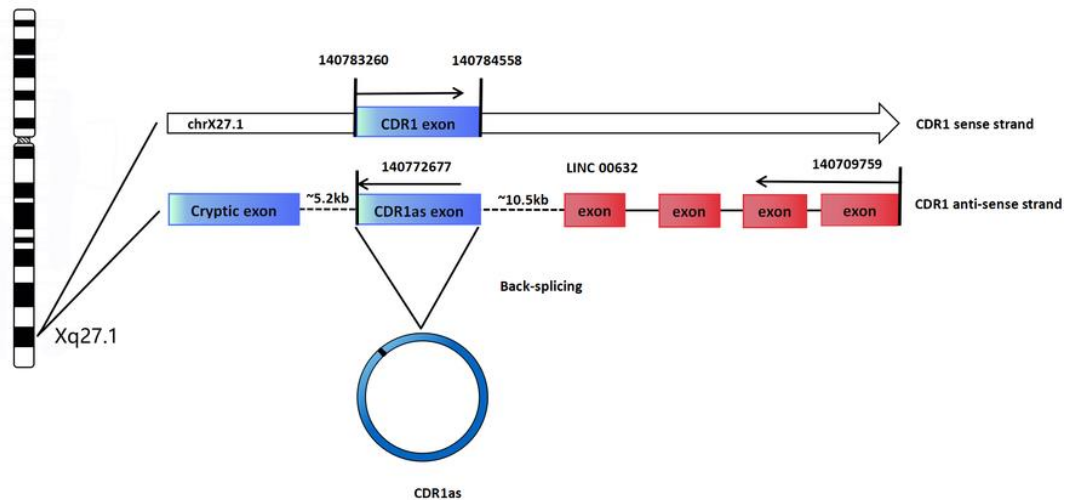 140783260
140784558
chrX27.1
CDR1 exon
CDR1 sense strand
140772677
LINC 00632
140709759
Cryptic exon
~5.2kb
CDR1as exon
~10.5kb
exon
exon
exon
exon
CDR1 anti-sense strand
Back-splicing
Xq27.1
CDR1as